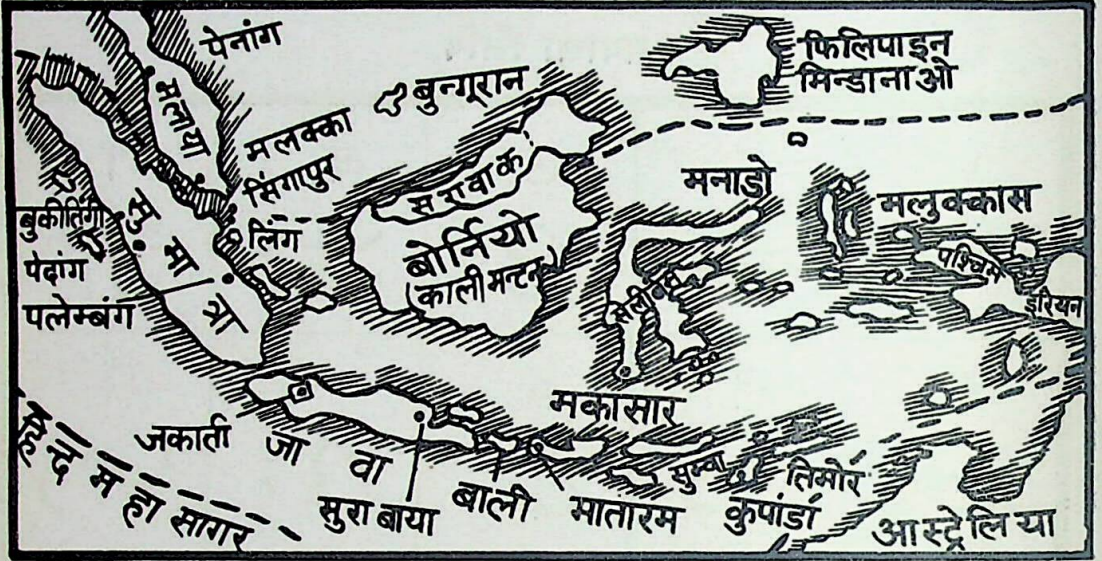 पेनांग
मलाया
मलक्का
सिंगापुर
लिंग
बुन्गूरान
फिलिपाइन
मिन्डानाओ
सरावाक
बोर्नियो
(कालीमन्टन)
मनाडो
मलुक्कास
पश्चिम
इरियन
सुमात्रा
बुकीतिंगी
पेदांग
पलेम्बंग
मकासार
जकार्ता
जावा
सुराबाया
बाली
मातारम
सुम्बा
तिमोर
कुपांडा
आस्ट्रेलिया
हिन्द महासागर